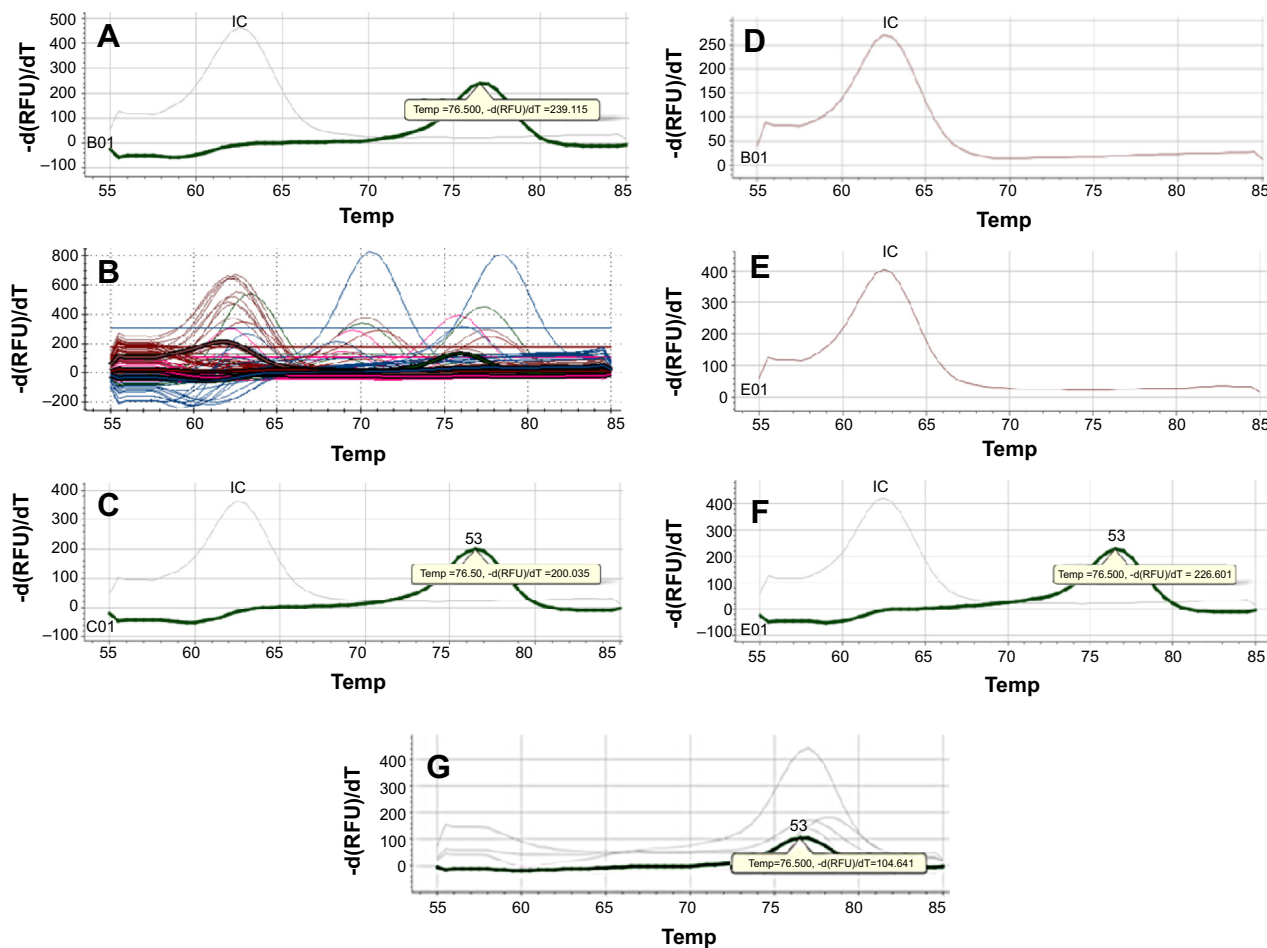 A
-d(RFU)/dT
500
400
300
200
100
0
–100
IC
Temp =76.500, -d(RFU)/dT =239.115
B01
55 60 65 70 75 80 85
Temp
D
-d(RFU)/dT
250
200
150
100
50
0
IC
B01
55 60 65 70 75 80 85
Temp
B
-d(RFU)/dT
800
600
400
200
0
–200
55 60 65 70 75 80 85
Temp
E
-d(RFU)/dT
400
300
200
100
0
IC
E01
55 60 65 70 75 80 85
Temp
C
-d(RFU)/dT
400
300
200
100
0
–100
IC
53
Temp =76.50, -d(RFU)/dT =200.035
C01
55 60 65 70 75 80 85
Temp
F
-d(RFU)/dT
400
300
200
100
0
–100
IC
53
Temp =76.500, -d(RFU)/dT = 226.601
E01
55 60 65 70 75 80 85
Temp
G
-d(RFU)/dT
400
300
200
100
0
53
Temp=76.500, -d(RFU)/dT=104.641
55 60 65 70 75 80 85
Temp